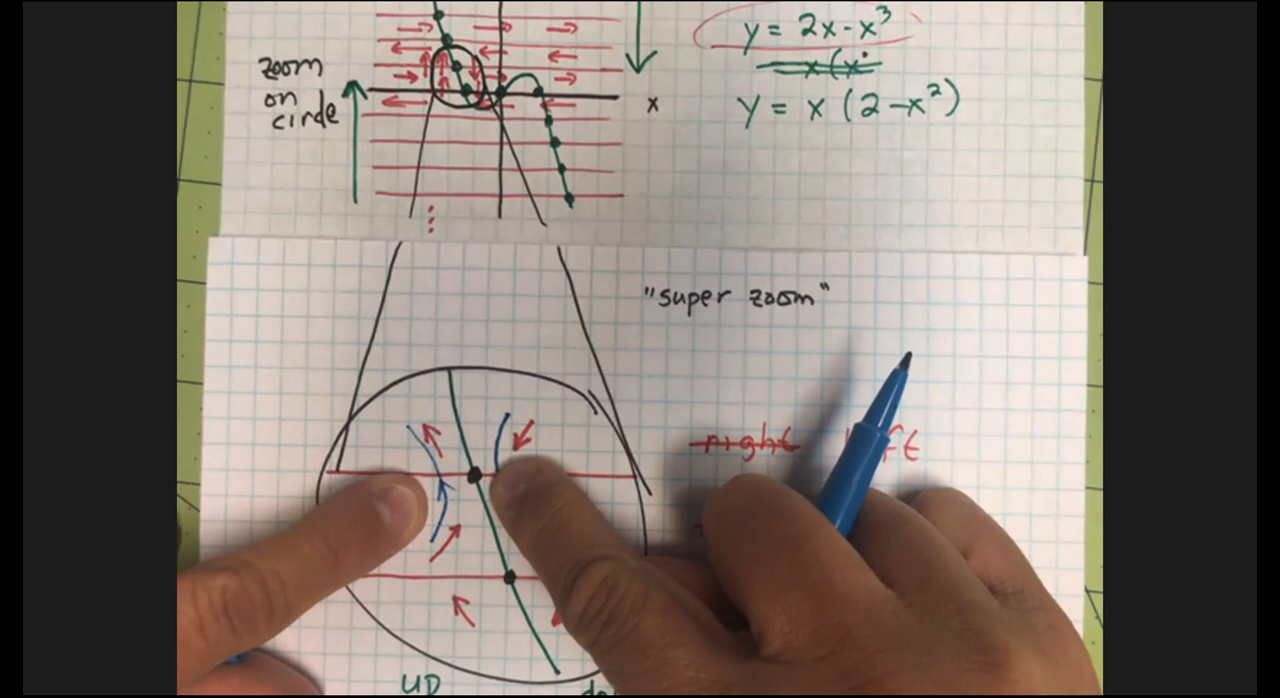 zoom
on
circle
x
y = 2x - x³
y = x (2 - x²)
"super zoom"
right
UP